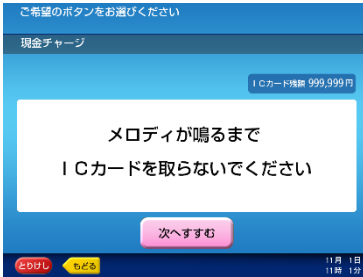 ご希望のボタンをお選びください
現金チャージ
ICカード残額 999,999円
メロディが鳴るまで
ICカードを取らないでください
次へすすむ
とりけし もどる
11月 1日
11時 1分